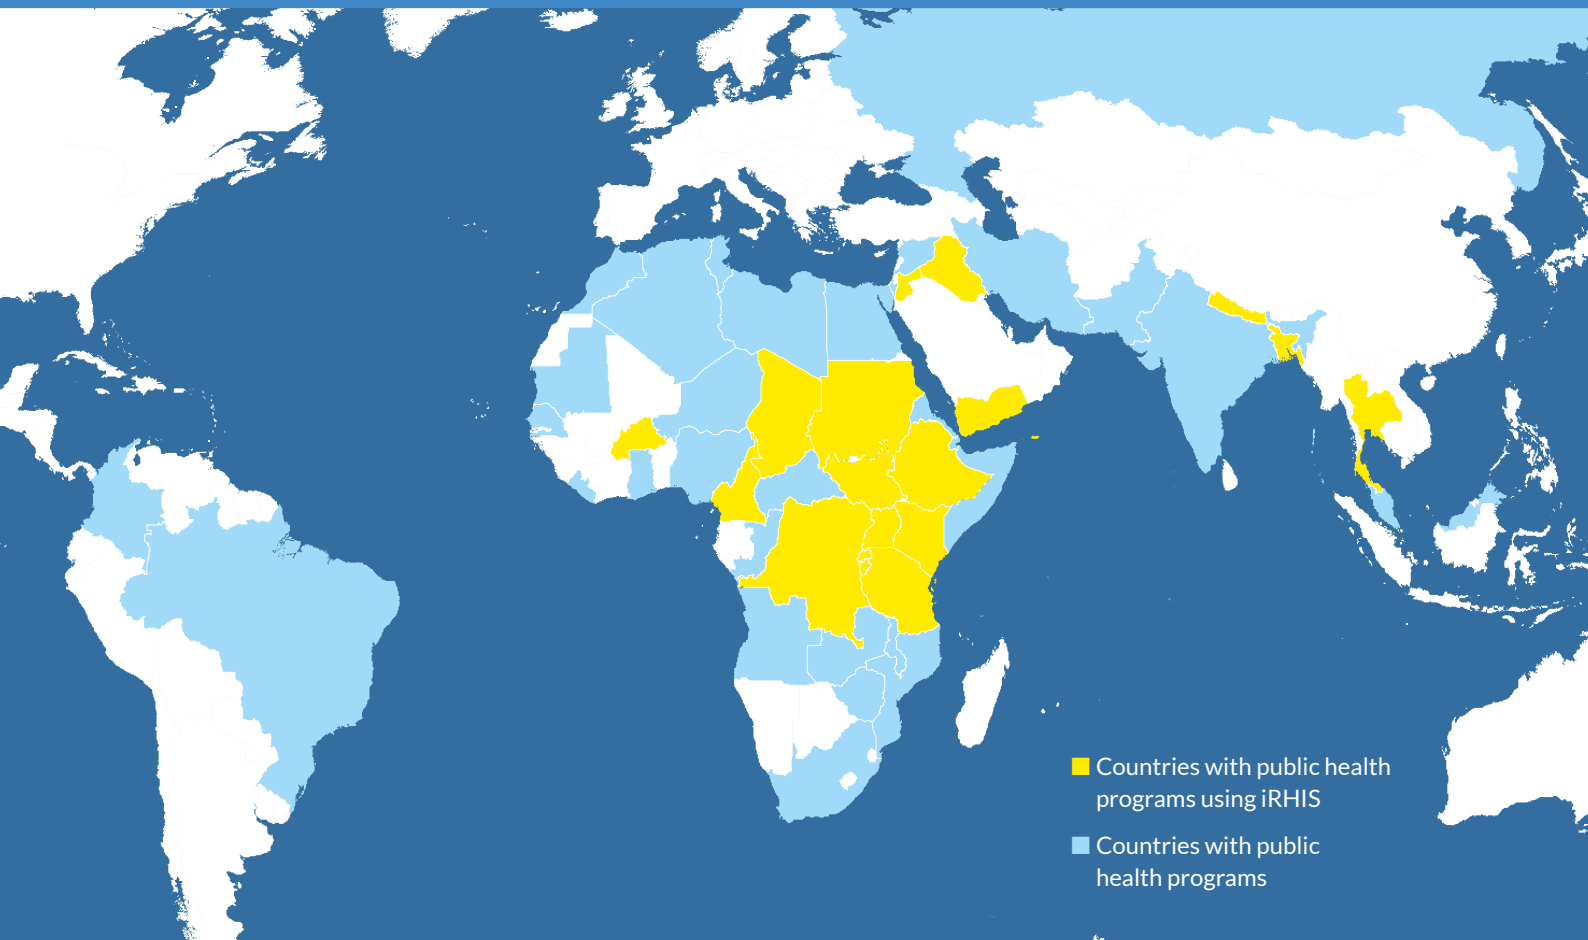 Countries with public health
programs using iRHIS
Countries with public
health programs